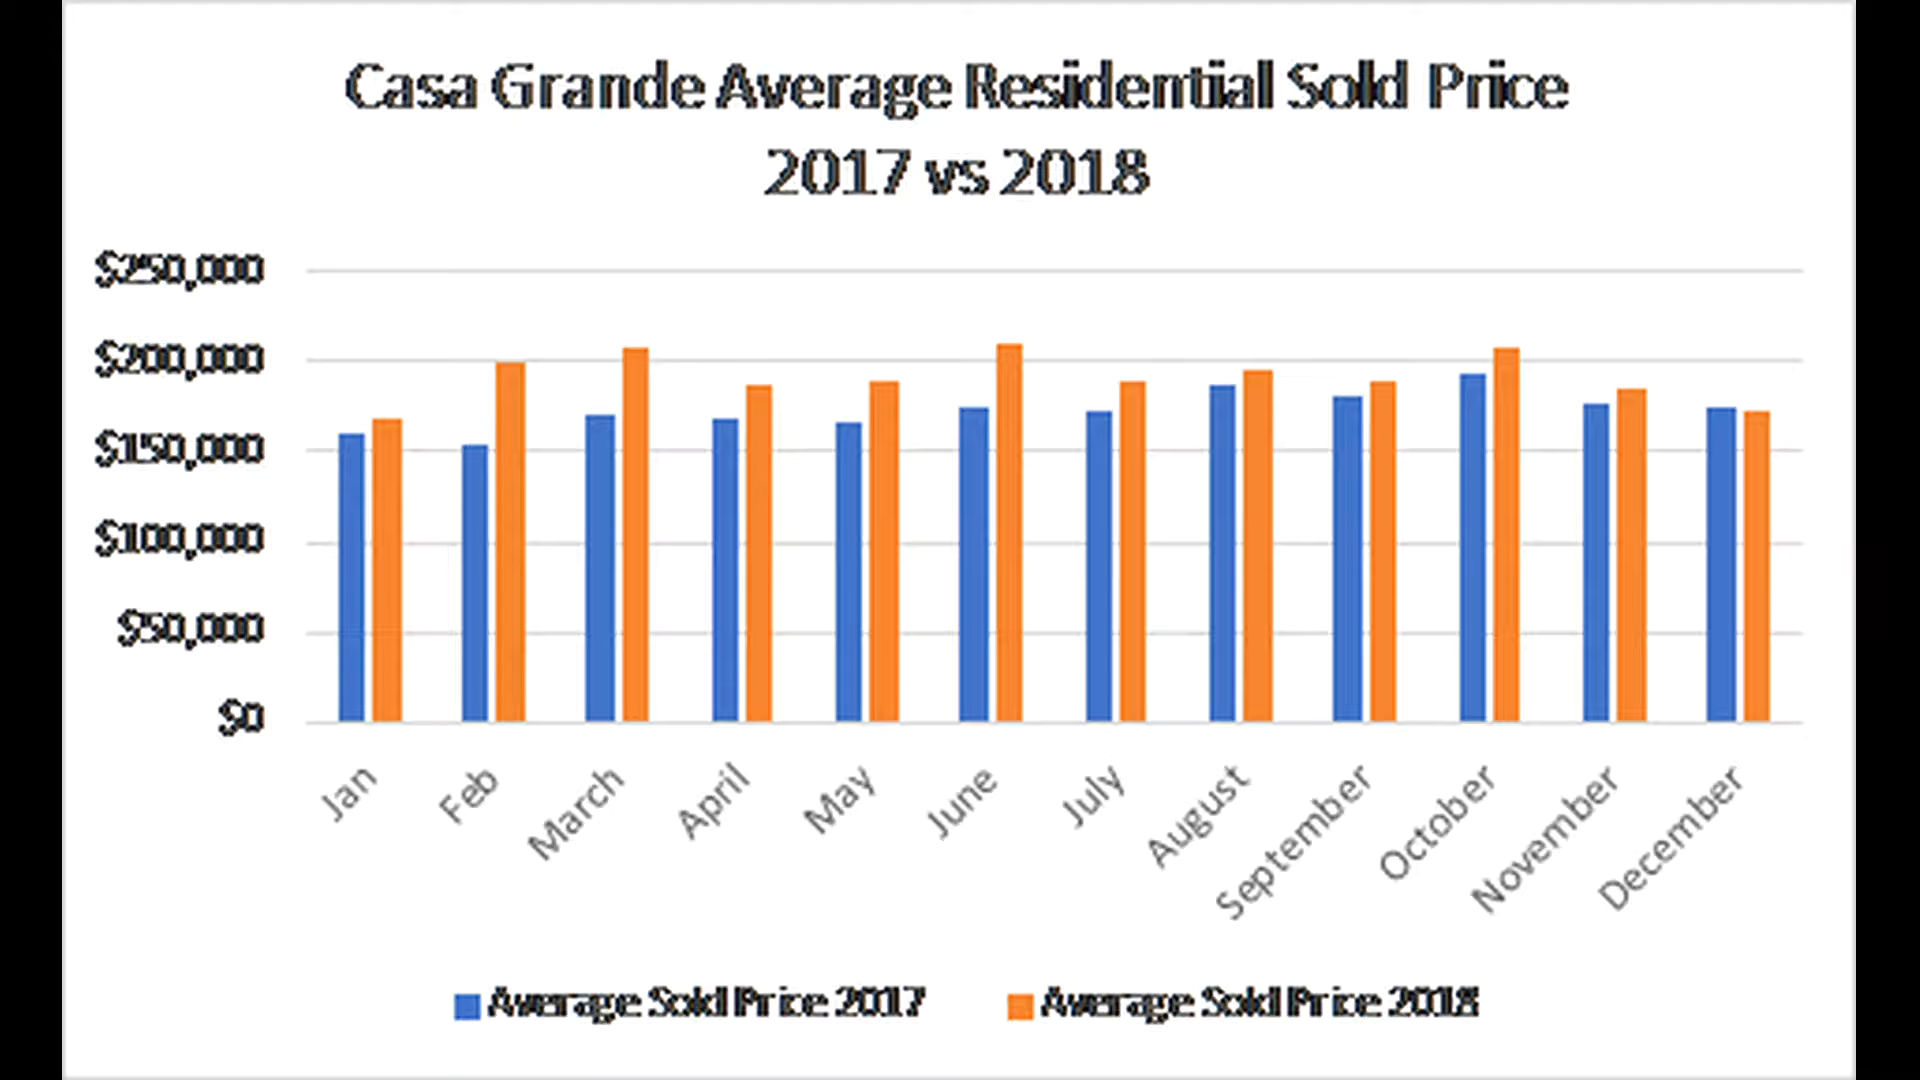 Casa Grande Average Residential Sold Price
2017 vs 2018
$250,000
$200,000
$150,000
$100,000
$50,000
$0
Jan
Feb
March
April
May
June
July
August
September
October
November
December
Average Sold Price 2017
Average Sold Price 2018